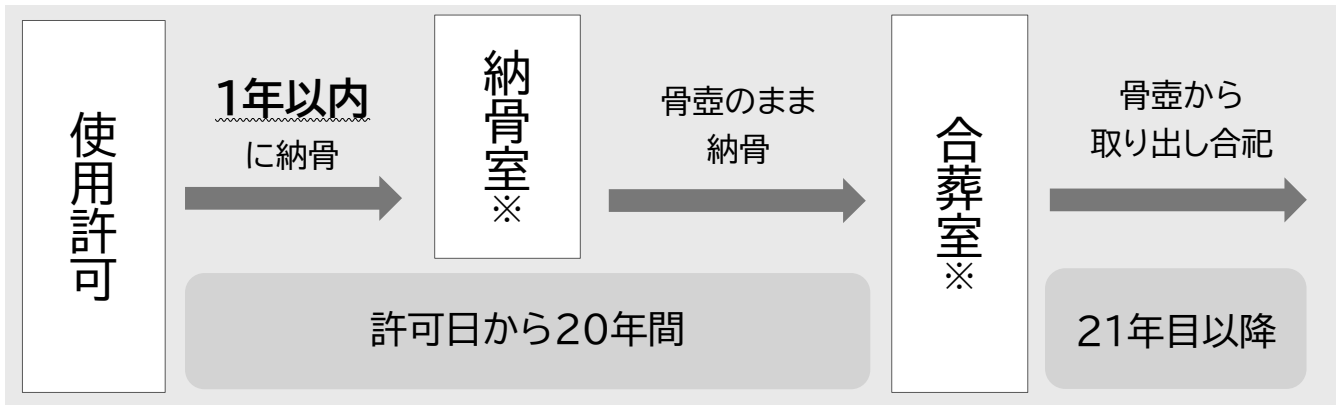 使用許可
1年以内
に納骨
納骨室※
骨壺のまま
納骨
合葬室※
骨壺から
取り出し合祀
許可日から20年間
21年目以降